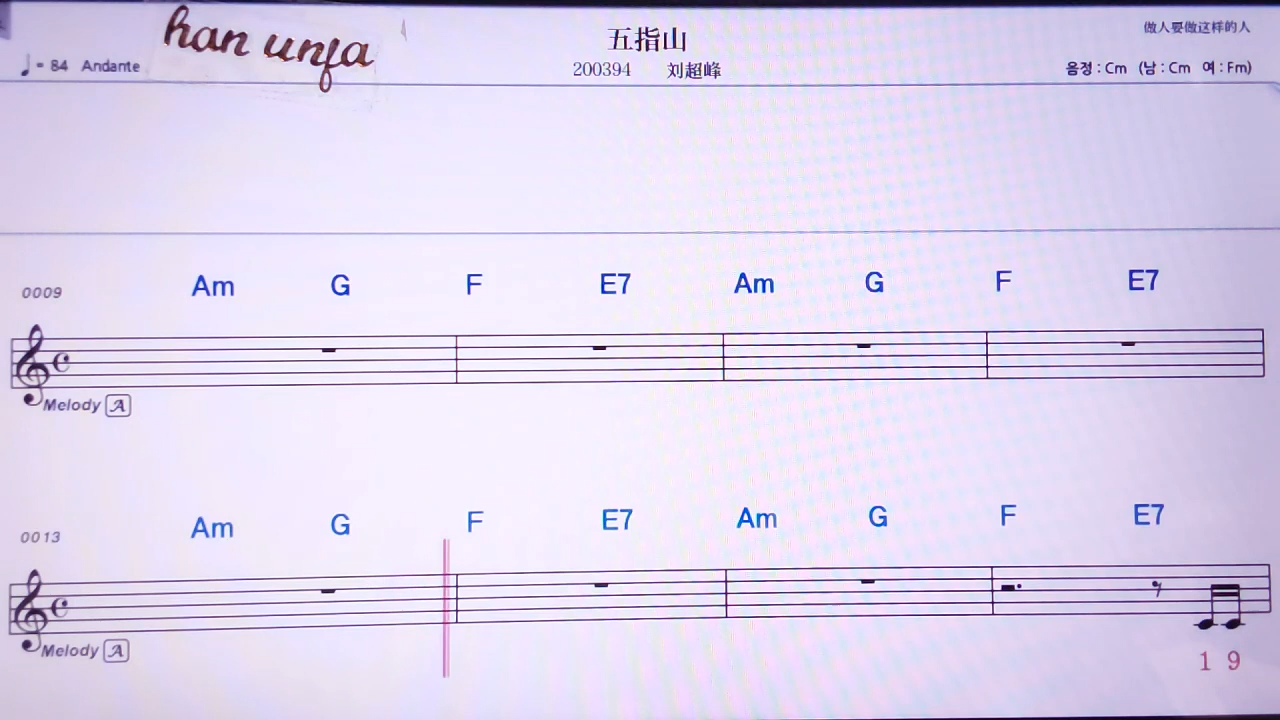 han unfa
五指山
做人要做这样的人
♩ = 84 Andante
200394 刘超峰
음정 : Cm (남 : Cm 여 : Fm)
0009 Am G F E7 Am G F E7
Melody A
0013 Am G F E7 Am G F E7
Melody A
1 9